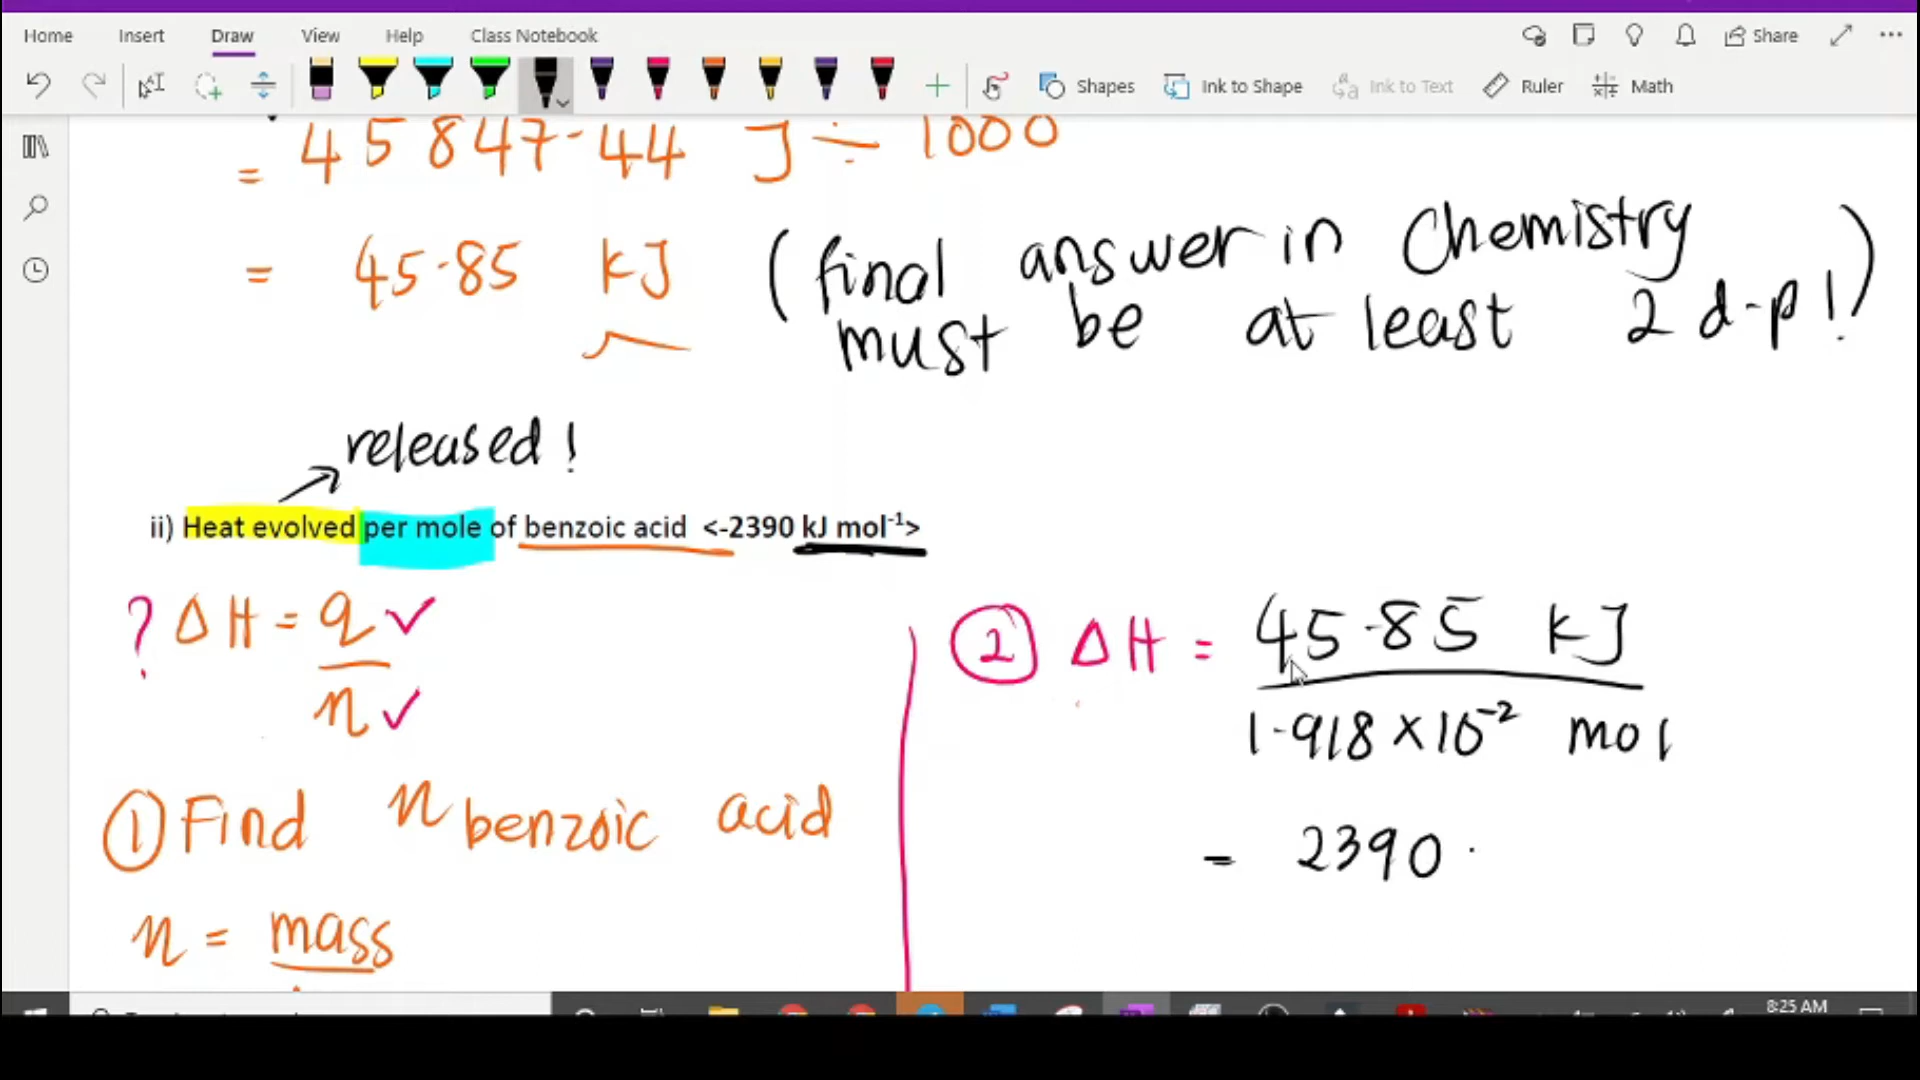 Home Insert Draw View Help Class Notebook Share
Shapes Ink to Shape Ink to Text Ruler Math
= 45847.44 J ÷ 1000
= 45.85 kJ (final answer in Chemistry
must be at least 2 d.p!)
released!
ii) Heat evolved per mole of benzoic acid <-2390 kJ mol⁻¹>
? ΔH = q ✓
n ✓
② ΔH = 45.85 kJ
1.918 × 10⁻² mol
= 2390.
① Find n benzoic acid
n = mass
8:25 AM